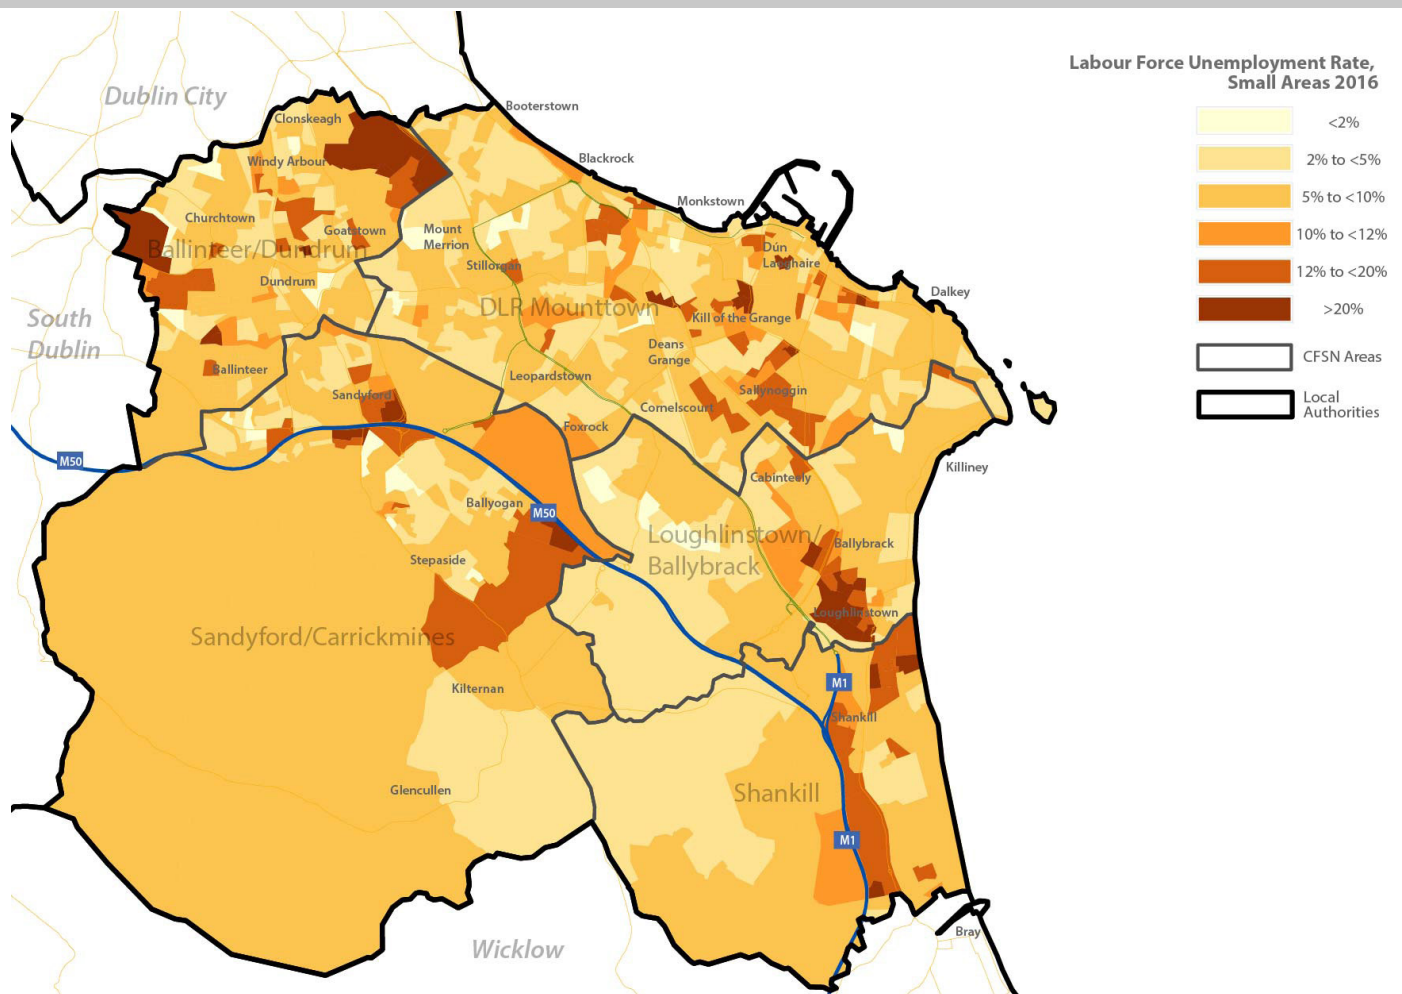 Labour Force Unemployment Rate,
Small Areas 2016
<2%
2% to <5%
5% to <10%
10% to <12%
12% to <20%
>20%
CFSN Areas
Local
Authorities
Dublin City
Booterstown
Clonskeagh
Windy Arbour
Blackrock
Monkstown
Churchtown
Goatstown
Mount
Merrion
Ballinteer/Dundrum
Dún
Laoghaire
Stillorgan
Dundrum
Dalkey
DLR Mounttown
South
Dublin
Kill of the Grange
Deans
Grange
Ballinteer
Leopardstown
Sandyford
Sallynoggin
Cornelscourt
Foxrock
M50
Killiney
Cabinteely
Ballyogan
M50
Loughlinstown/
Ballybrack
Ballybrack
Stepaside
Loughlinstown
Sandyford/Carrickmines
M1
Kilternan
Shankill
Glencullen
Shankill
M1
Wicklow
Bray